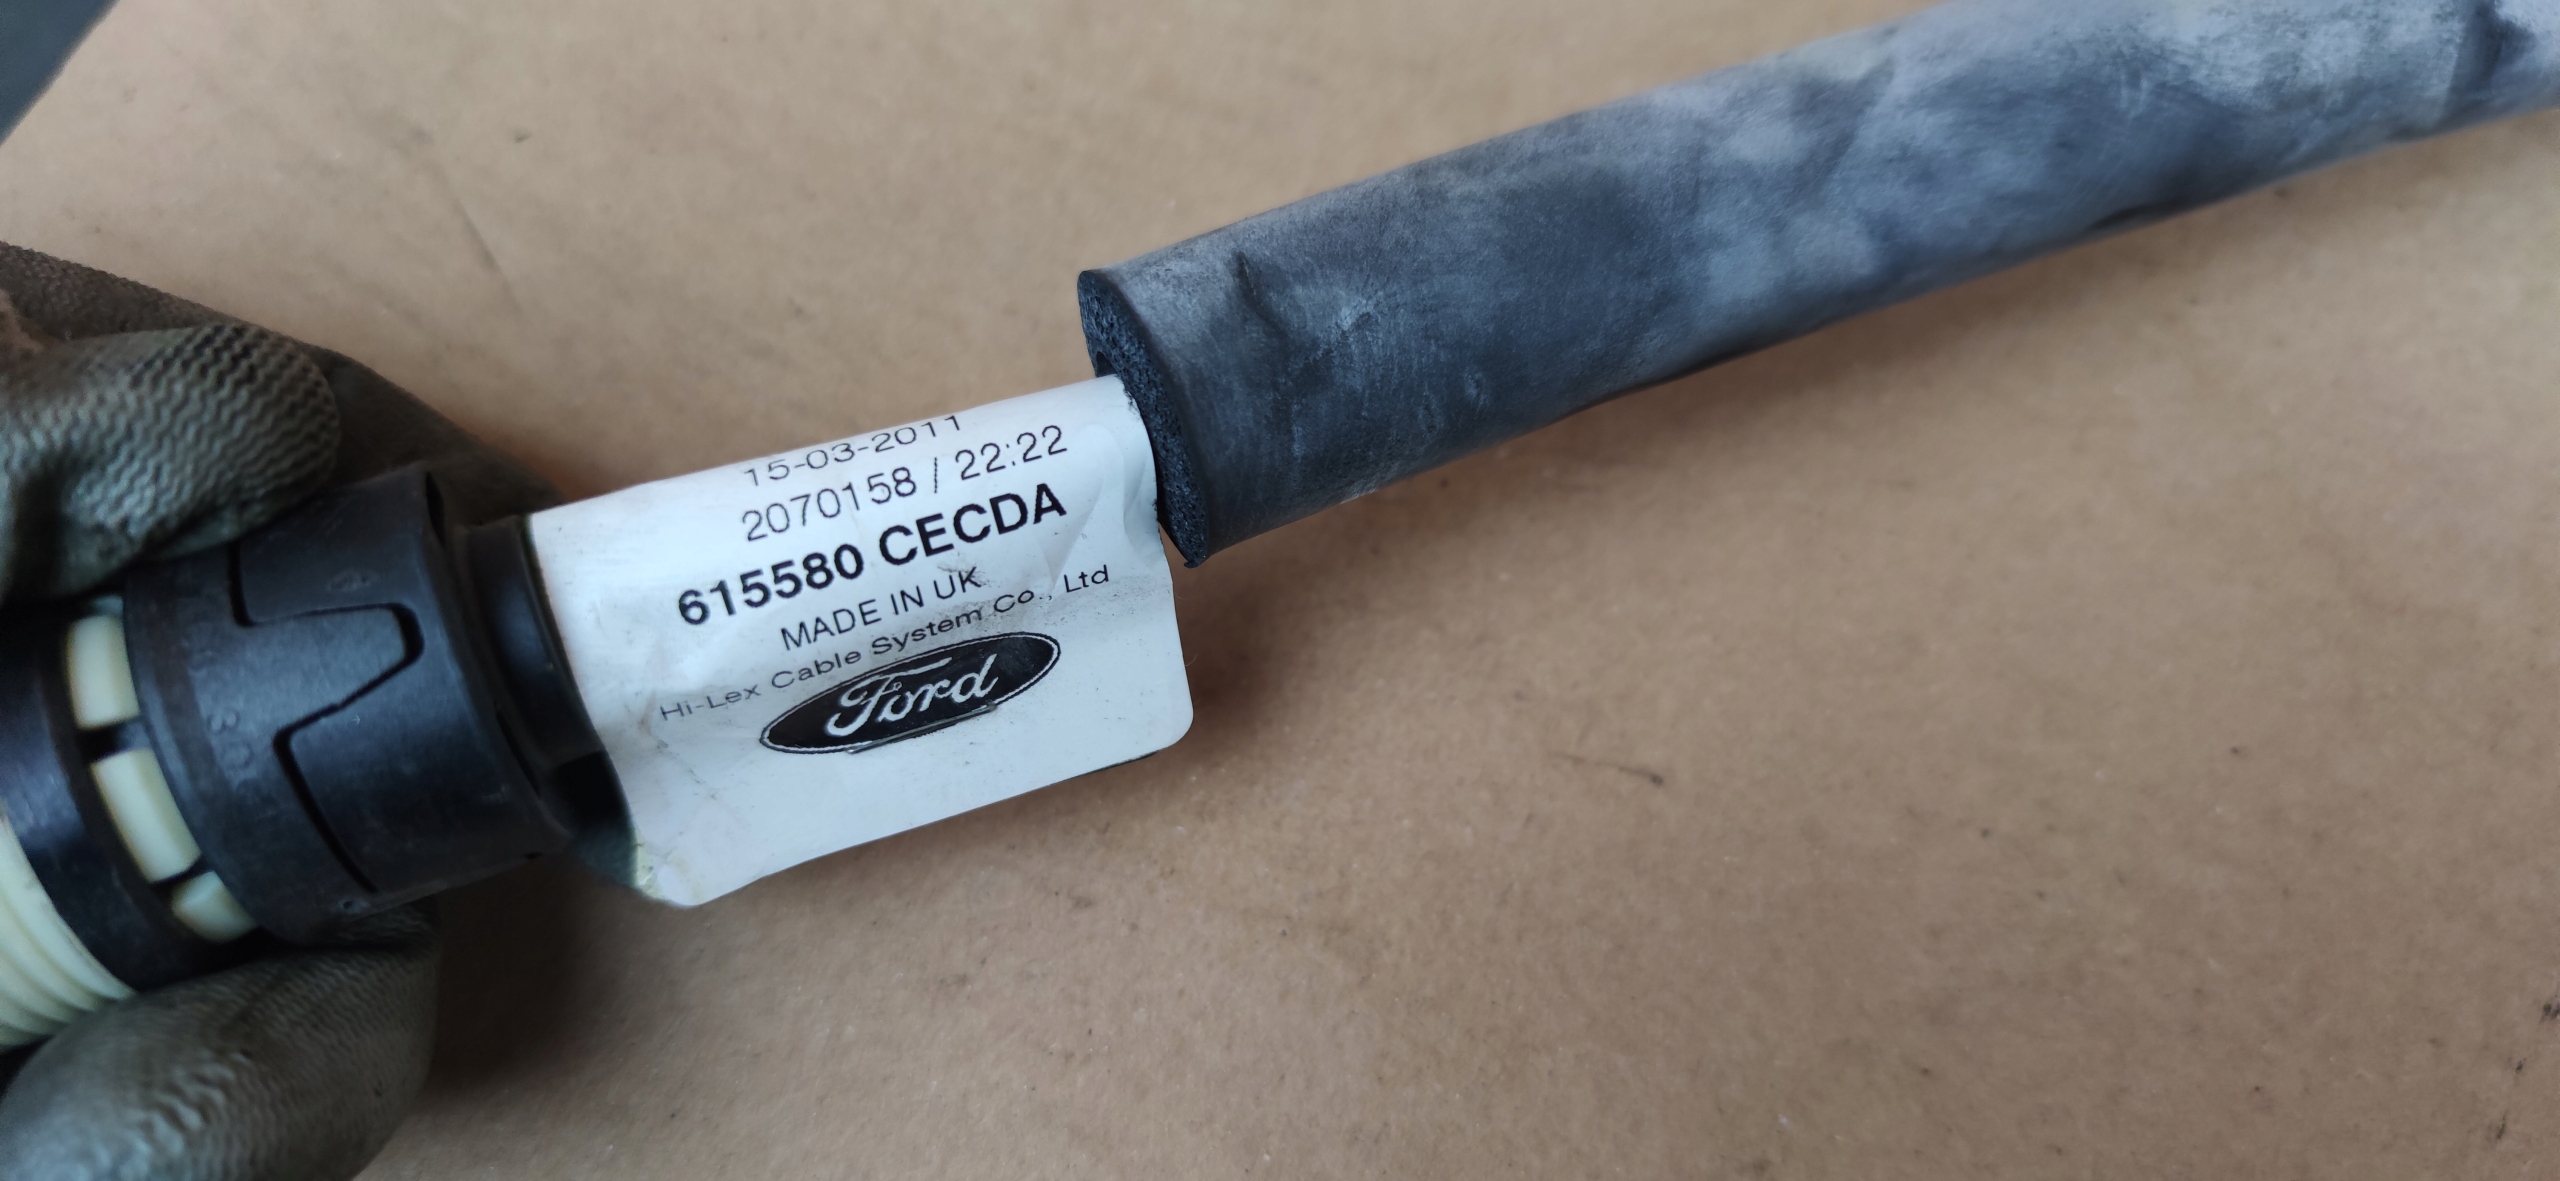 15-03-2011
2070158 / 22:22
615580 CECDA
MADE IN UK
Hi-Lex Cable System Co., Ltd
Ford